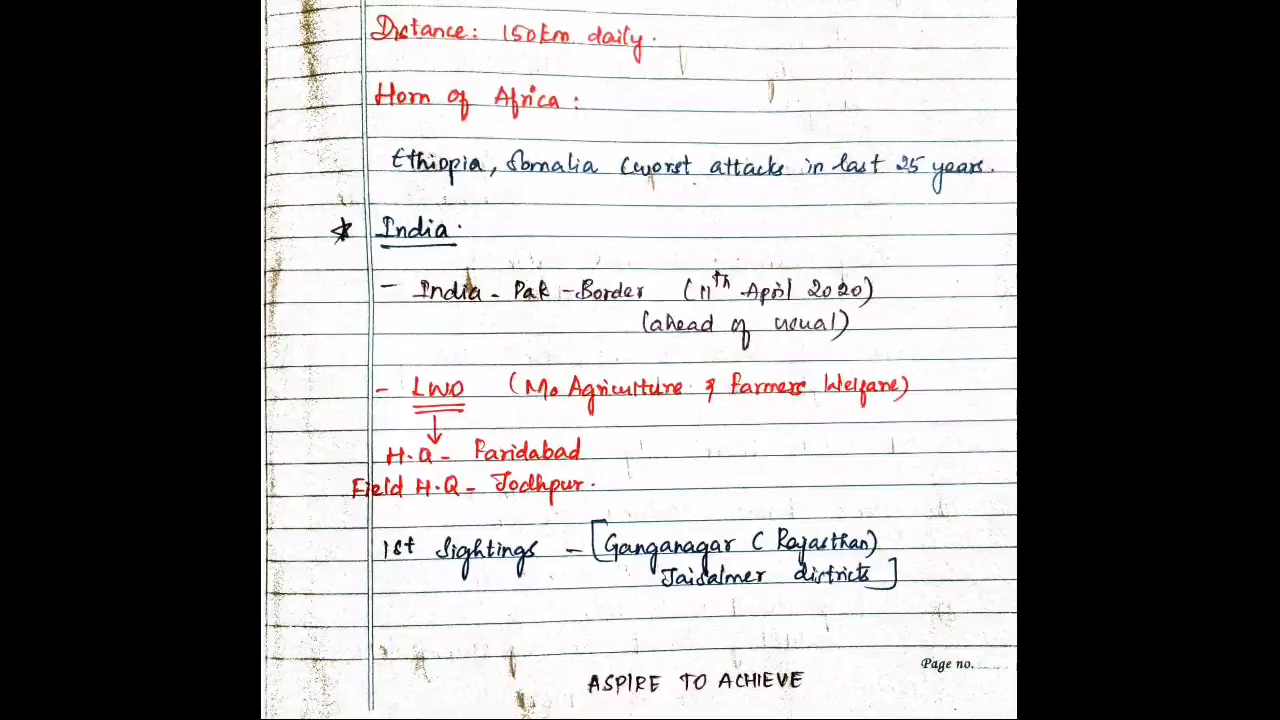 Distance: 150km daily.
Horn of Africa:
Ethiopia, Somalia (worst attacks in last 25 years.
* India.
- India - Pak - Border (11th April 2020)
(ahead of usual)
- LWO (Mo Agriculture & Farmers Welfare)
↓
H.Q - Faridabad
Field H.Q - Jodhpur.
1st Sightings - [Ganganagar (Rajasthan)
Jaisalmer districts]
Page no. ......
ASPIRE TO ACHIEVE